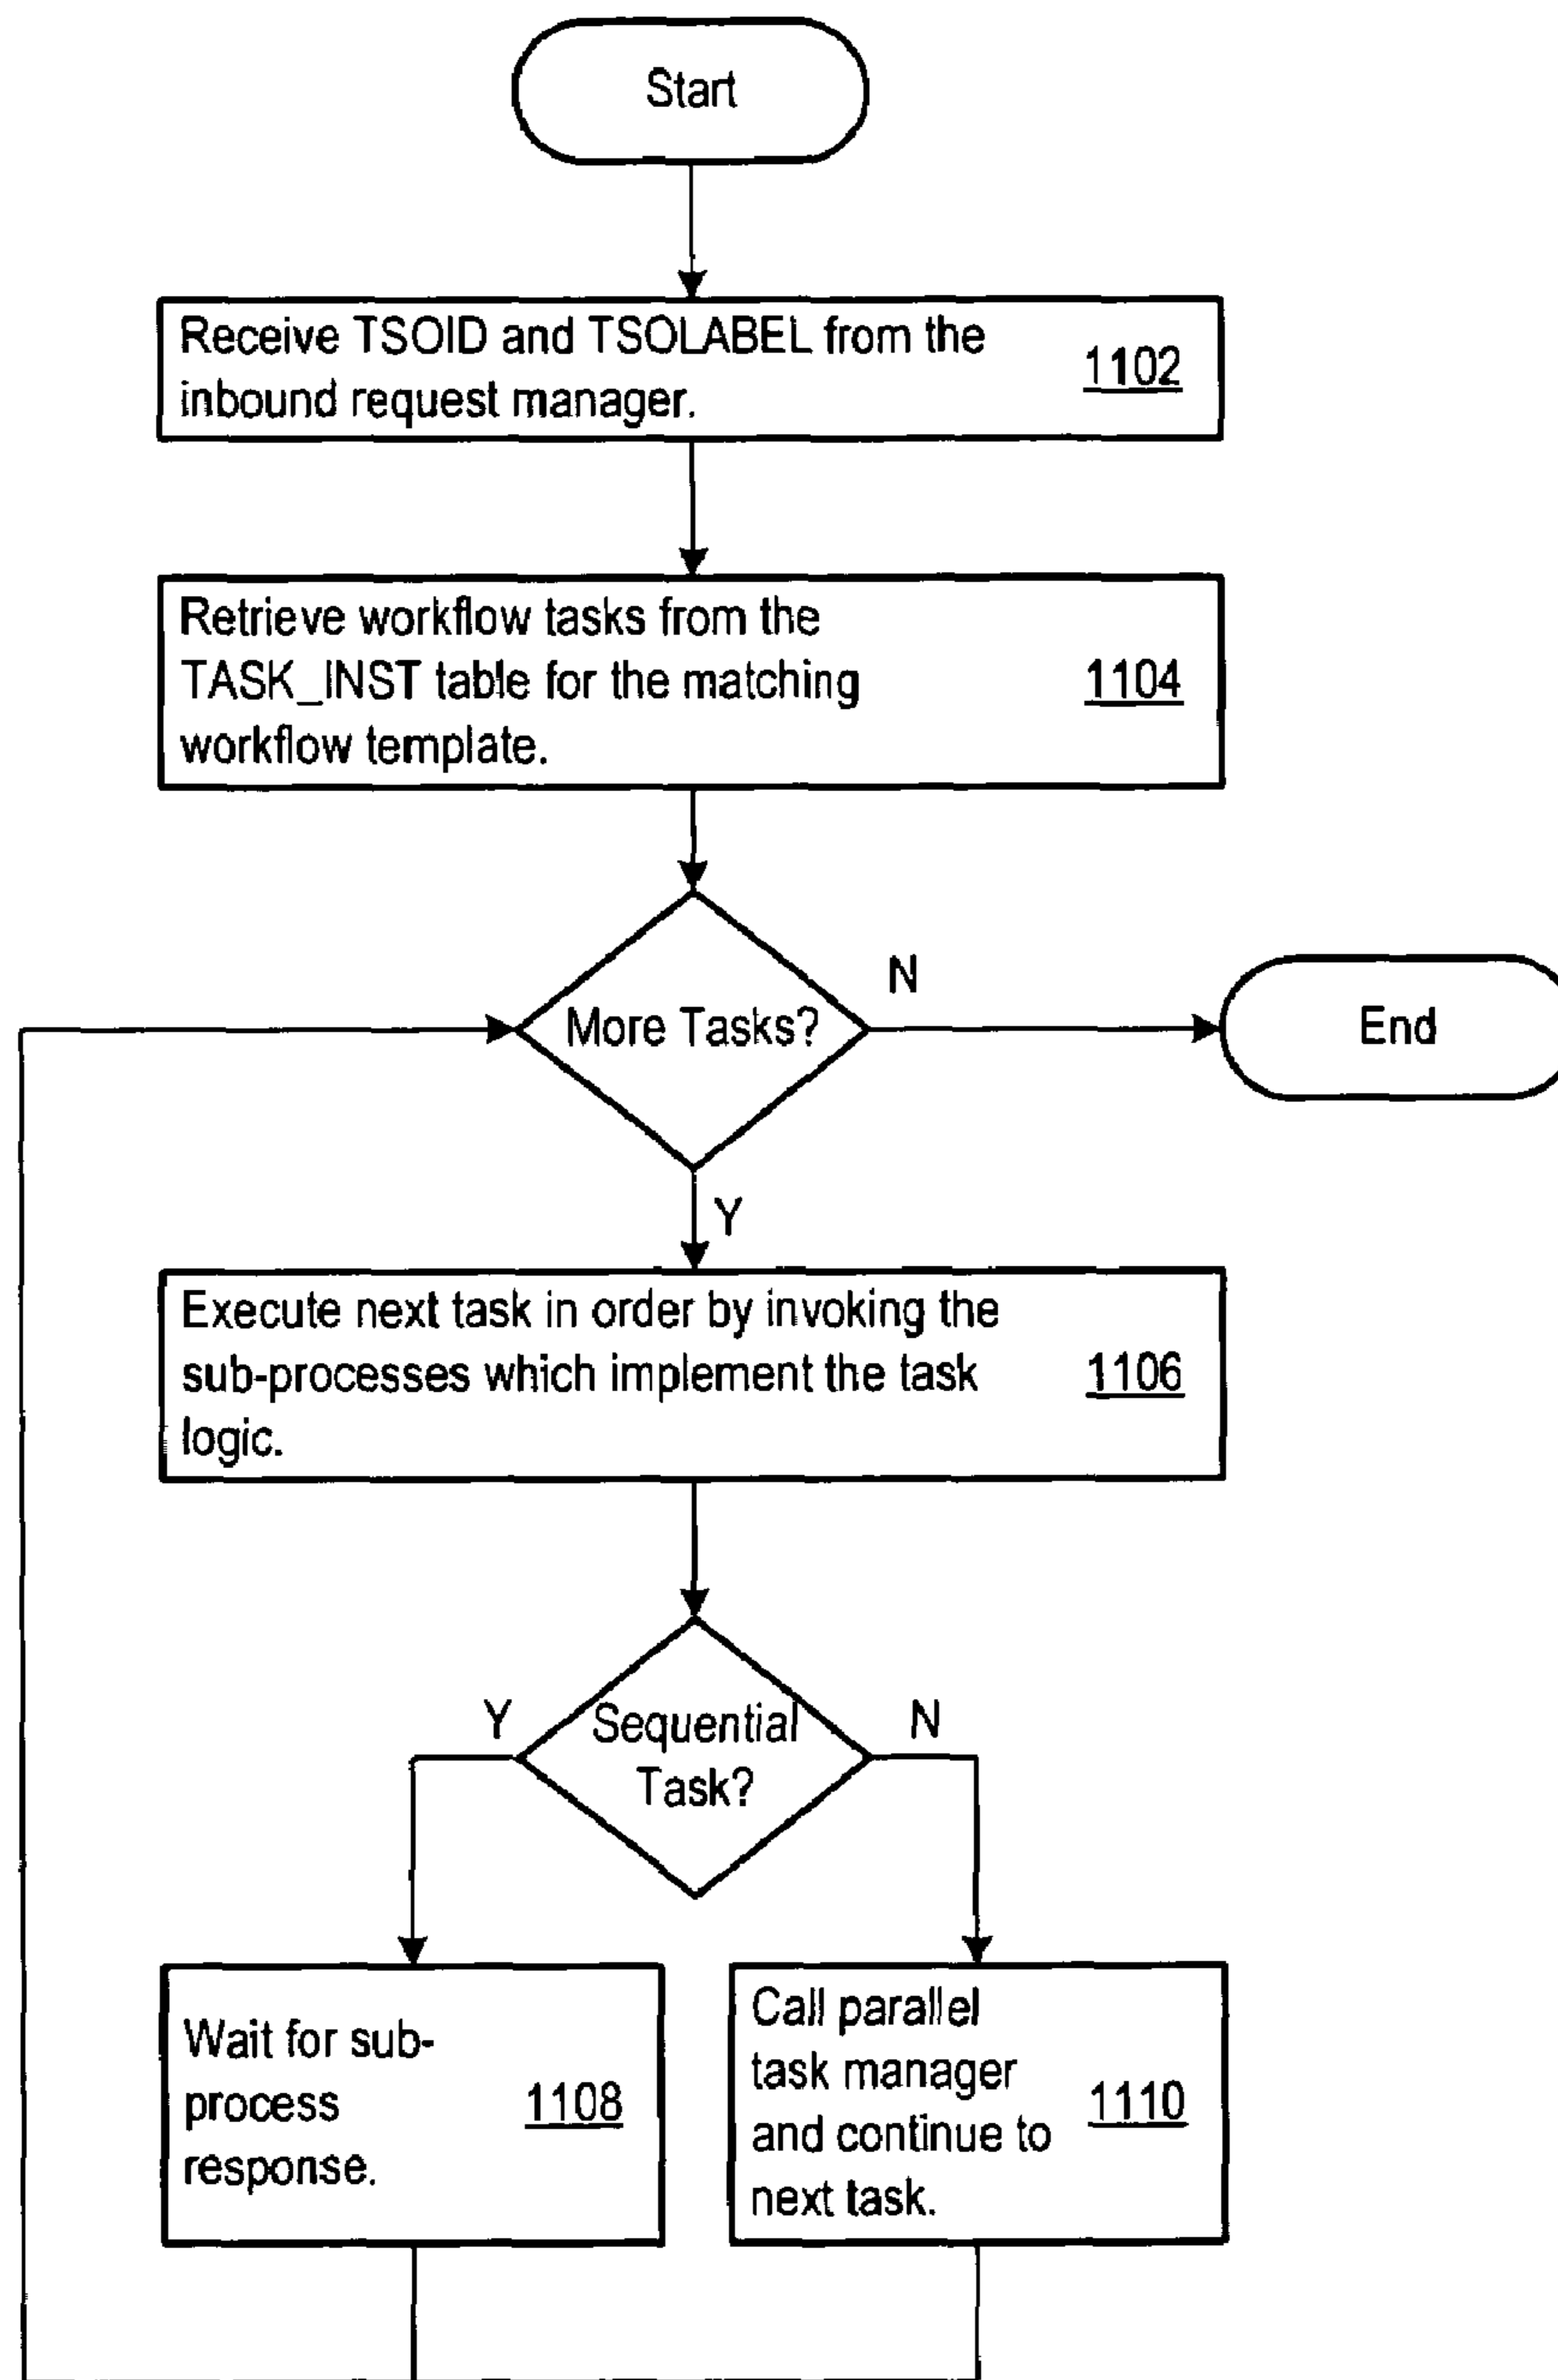 Start
Receive TSOID and TSOLABEL from the
inbound request manager.
1102
Retrieve workflow tasks from the
TASK_INST table for the matching
workflow template.
1104
More Tasks?
N
End
Y
Execute next task in order by invoking the
sub-processes which implement the task
logic.
1106
Sequential
Task?
Y
N
Wait for sub-
process
response.
1108
Call parallel
task manager
and continue to
next task.
1110